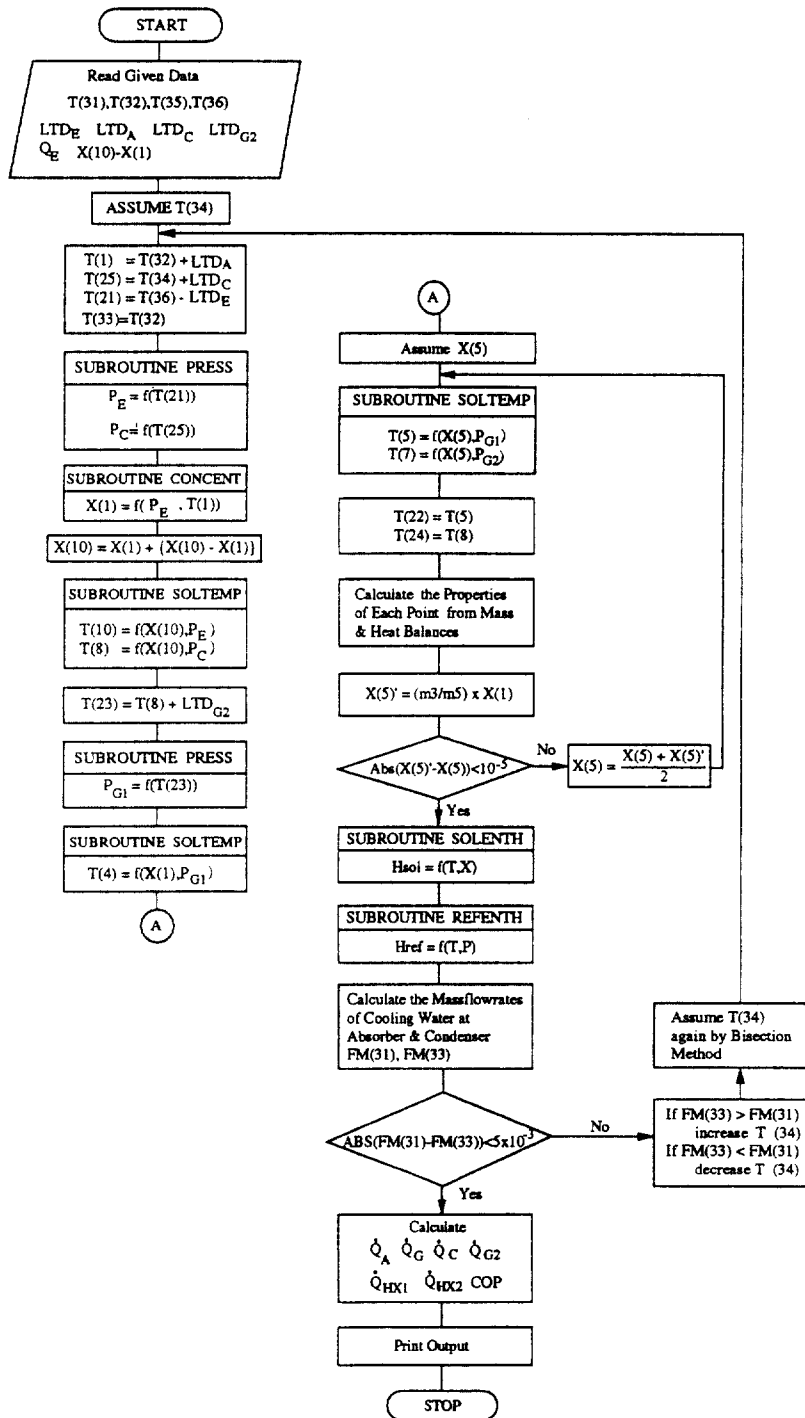 START
Read Given Data
T(31),T(32),T(35),T(36)
LTD_E LTD_A LTD_C LTD_G2
Q_E X(10)-X(1)
ASSUME T(34)
T(1) = T(32) + LTD_A
T(25) = T(34) + LTD_C
T(21) = T(36) - LTD_E
T(33)=T(32)
SUBROUTINE PRESS
P_E = f(T(21))
P_C = f(T(25))
SUBROUTINE CONCENT
X(1) = f( P_E , T(1))
X(10) = X(1) + {X(10) - X(1)}
SUBROUTINE SOLTEMP
T(10) = f(X(10),P_E)
T(8) = f(X(10),P_C)
T(23) = T(8) + LTD_G2
SUBROUTINE PRESS
P_G1 = f(T(23))
SUBROUTINE SOLTEMP
T(4) = f(X(1),P_G1)
A
A
Assume X(5)
SUBROUTINE SOLTEMP
T(5) = f(X(5),P_G1)
T(7) = f(X(5),P_G2)
T(22) = T(5)
T(24) = T(8)
Calculate the Properties
of Each Point from Mass
& Heat Balances
X(5)' = (m3/m5) x X(1)
Abs(X(5)'-X(5))<10^-5
No
X(5) = (X(5) + X(5)')/2
Yes
SUBROUTINE SOLENTH
Hsol = f(T,X)
SUBROUTINE REFENTH
Href = f(T,P)
Calculate the Massflowrates
of Cooling Water at
Absorber & Condenser
FM(31), FM(33)
ABS(FM(31)-FM(33))<5x10^-3
No
If FM(33) > FM(31)
increase T (34)
If FM(33) < FM(31)
decrease T (34)
Assume T(34)
again by Bisection
Method
Yes
Calculate
Q̇_A Q̇_G Q̇_C Q̇_G2
Q̇_HX1 Q̇_HX2 COP
Print Output
STOP